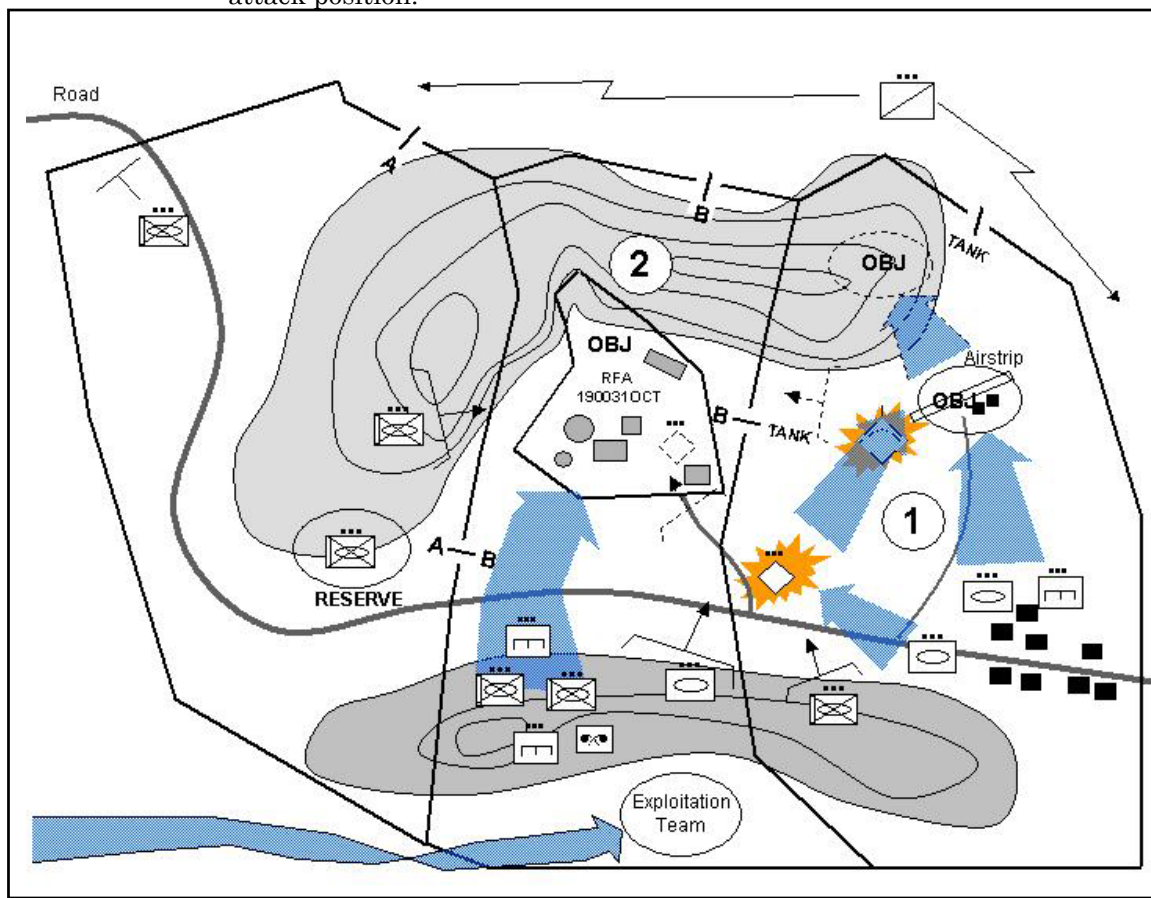 attack position.
Road
A
B
TANK
2
OBJ
OBJ
RFA
190031OCT
Airstrip
OBJ
B
TANK
1
A
B
RESERVE
Exploitation
Team